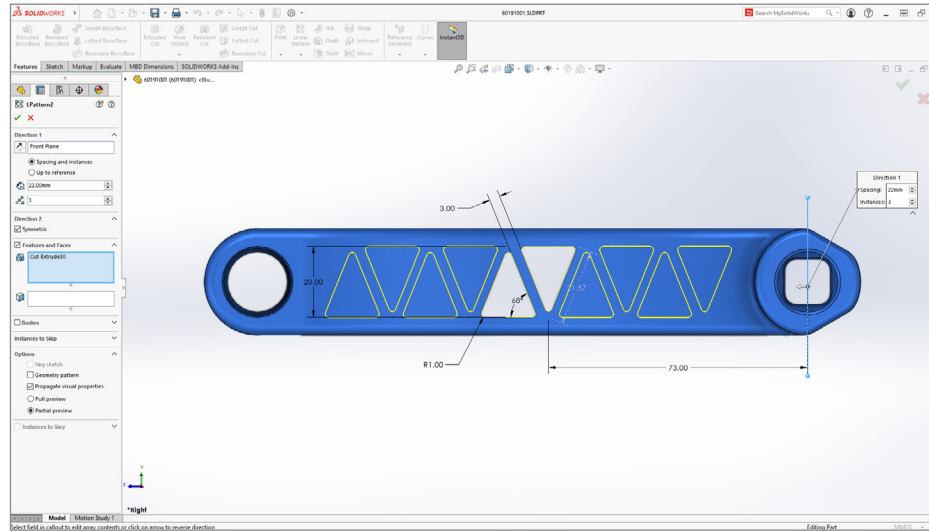 SOLIDWORKS
60191001.SLDPRT
Search MySolidWorks
Extruded Boss/Base
Revolved Boss/Base
Swept Boss/Base
Lofted Boss/Base
Boundary Boss/Base
Extruded Cut
Hole Wizard
Revolved Cut
Swept Cut
Lofted Cut
Boundary Cut
Fillet
Linear Pattern
Rib
Draft
Shell
Wrap
Intersect
Mirror
Reference Geometry
Curves
Instant3D
Features
Sketch
Markup
Evaluate
MBD Dimensions
SOLIDWORKS Add-Ins
60191001 (60191001) <Bu...
LPattern2
Direction 1
Front Plane
Spacing and instances
Up to reference
22.00mm
3
Direction 2
Symmetric
Features and Faces
Cut-Extrude30
Bodies
Instances to Skip
Options
Vary sketch
Geometry pattern
Propagate visual properties
Full preview
Partial preview
Instances to Vary
Direction 1
Spacing: 22mm
Instances: 3
3.00
20.00
68°
21.57
R1.00
73.00
*Right
Model
Motion Study 1
Select field in callout to edit array contents or click on arrow to reverse direction
Editing Part
MMGS